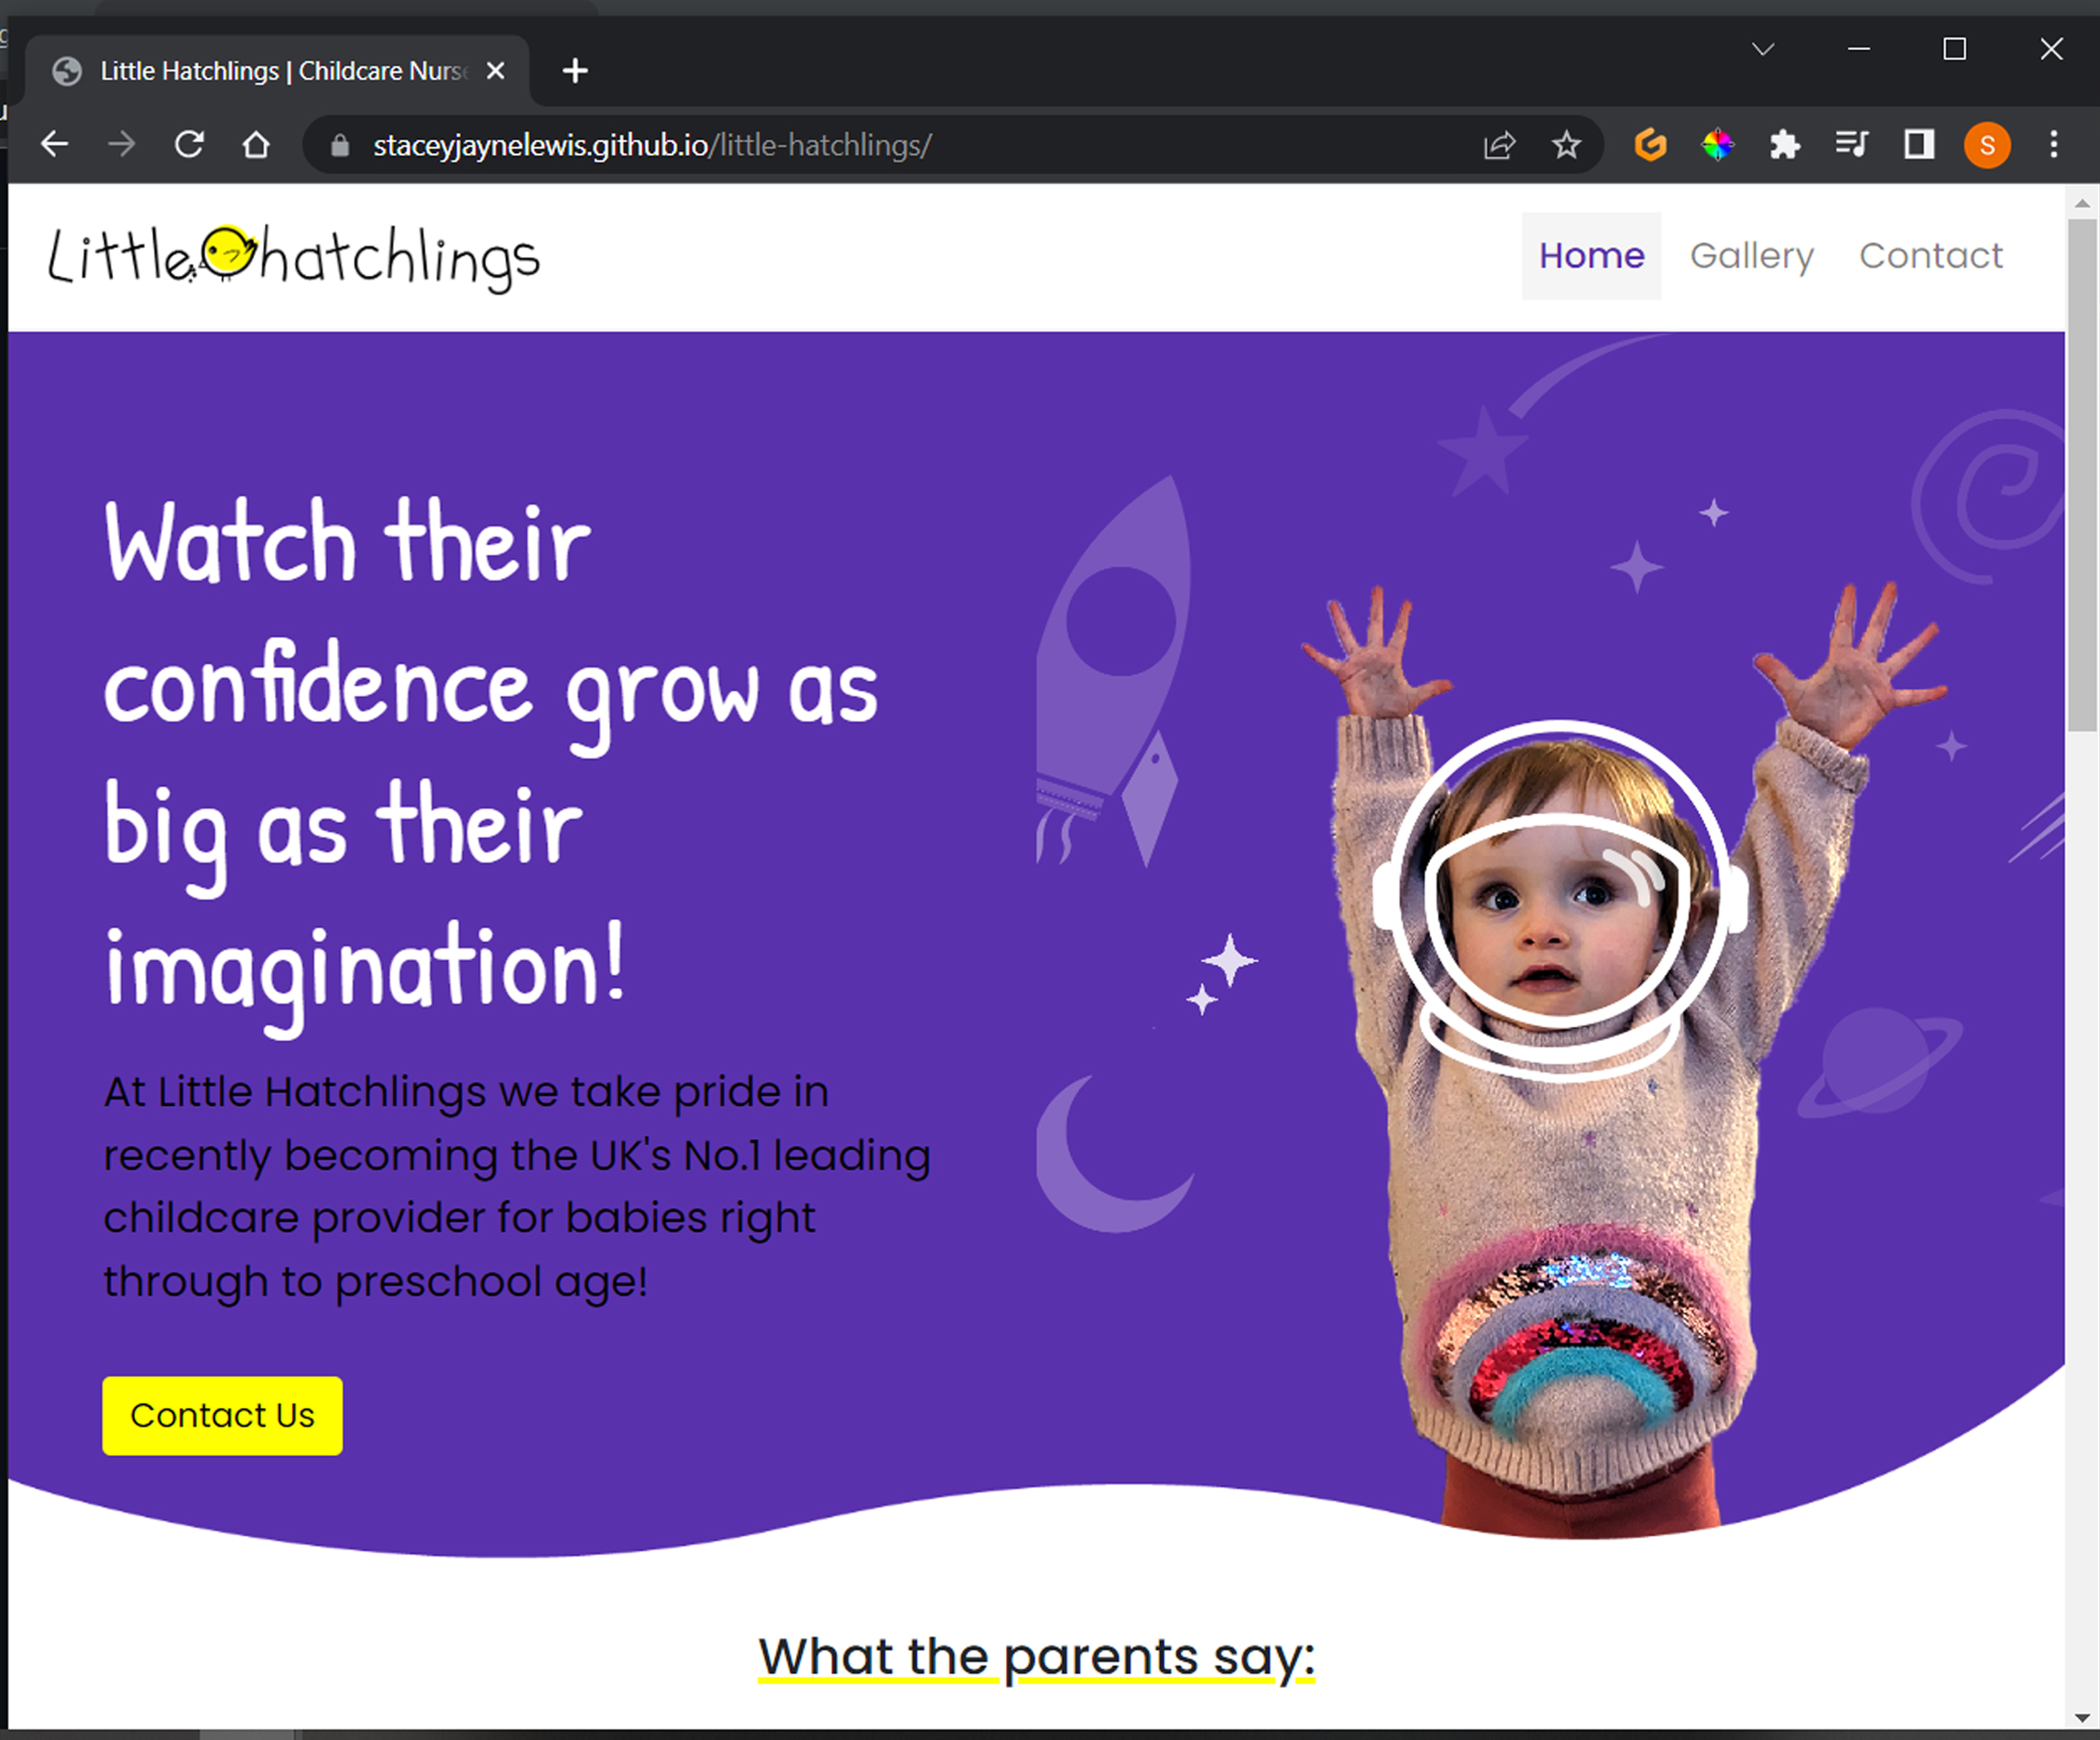 Little Hatchlings | Childcare Nurs
staceyjaynelewis.github.io/little-hatchlings/
S
Little hatchlings
Home Gallery Contact
Watch their
confidence grow as
big as their
imagination!
At Little Hatchlings we take pride in
recently becoming the UK's No.1 leading
childcare provider for babies right
through to preschool age!
Contact Us
What the parents say: